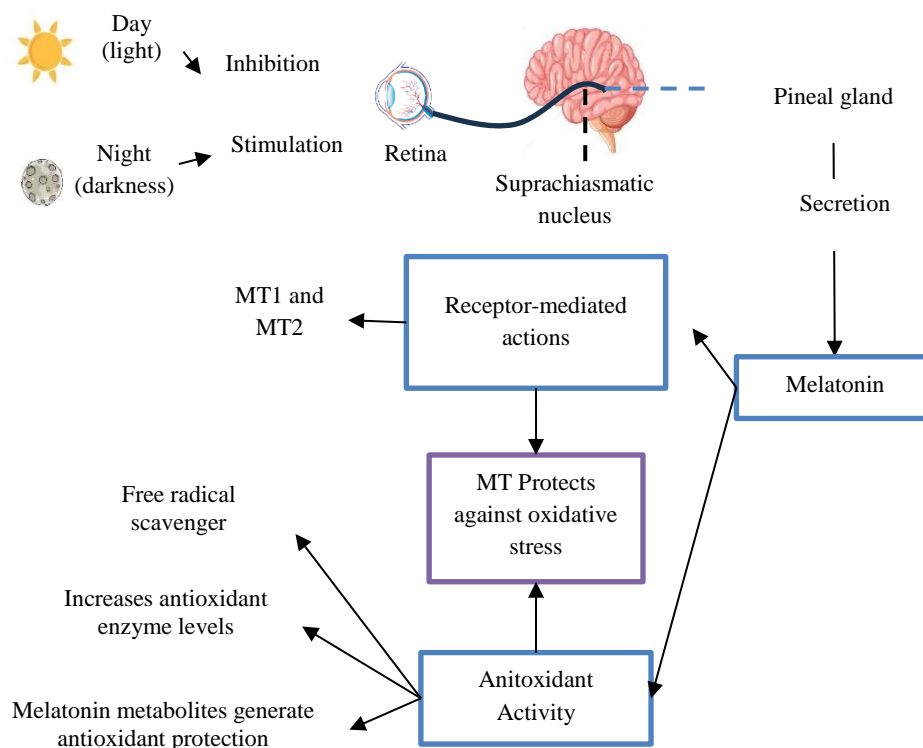 Day
(light)
Inhibition
Night
(darkness)
Stimulation
Retina
Suprachiasmatic
nucleus
Pineal gland
Secretion
MT1 and
MT2
Receptor-mediated
actions
Melatonin
MT Protects
against oxidative
stress
Free radical
scavenger
Increases antioxidant
enzyme levels
Melatonin metabolites generate
antioxidant protection
Anitoxidant
Activity